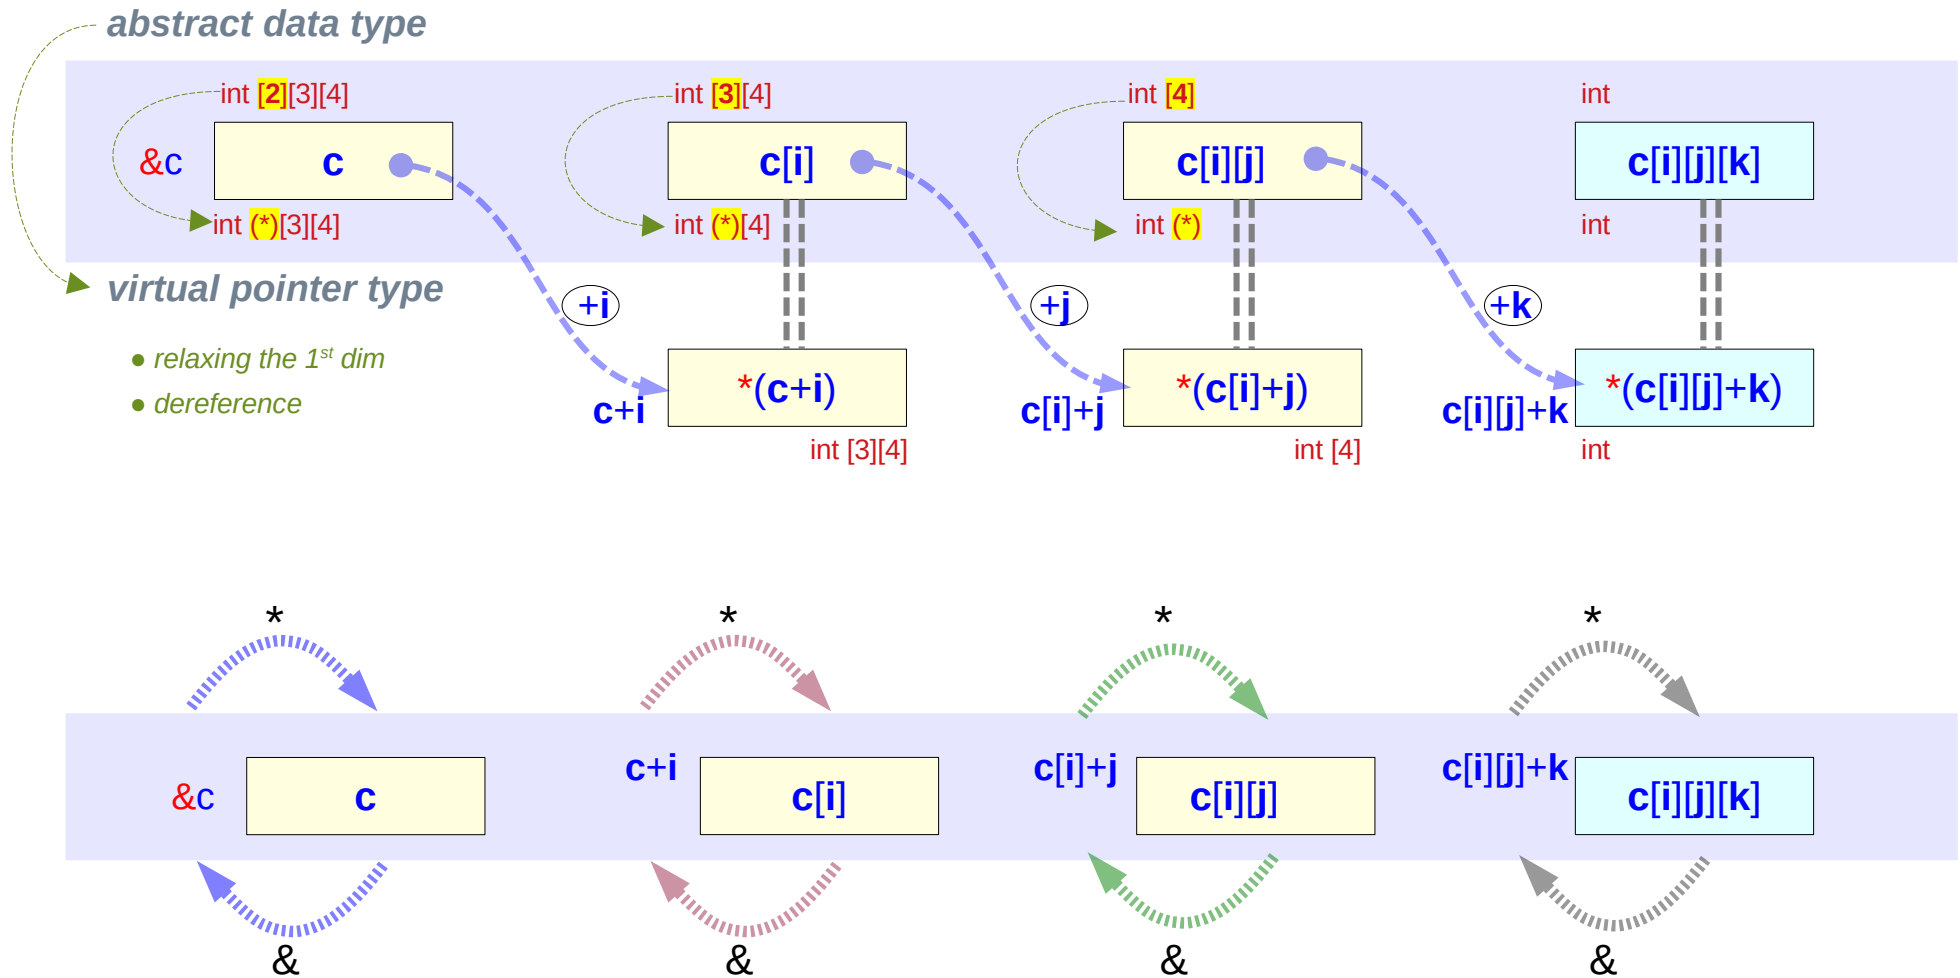 abstract data type
int [2][3][4] int [3][4] int [4] int
&c c c[i] c[i][j] c[i][j][k]
int (*)[3][4] int (*)[4] int (*) int
virtual pointer type
+i +j +k
● relaxing the 1st dim
*(c+i) *(c[i]+j) *(c[i][j]+k)
● dereference
c+i c[i]+j c[i][j]+k
int [3][4] int [4] int
* * * *
c+i c[i]+j c[i][j]+k
&c c c[i] c[i][j] c[i][j][k]
& & & &